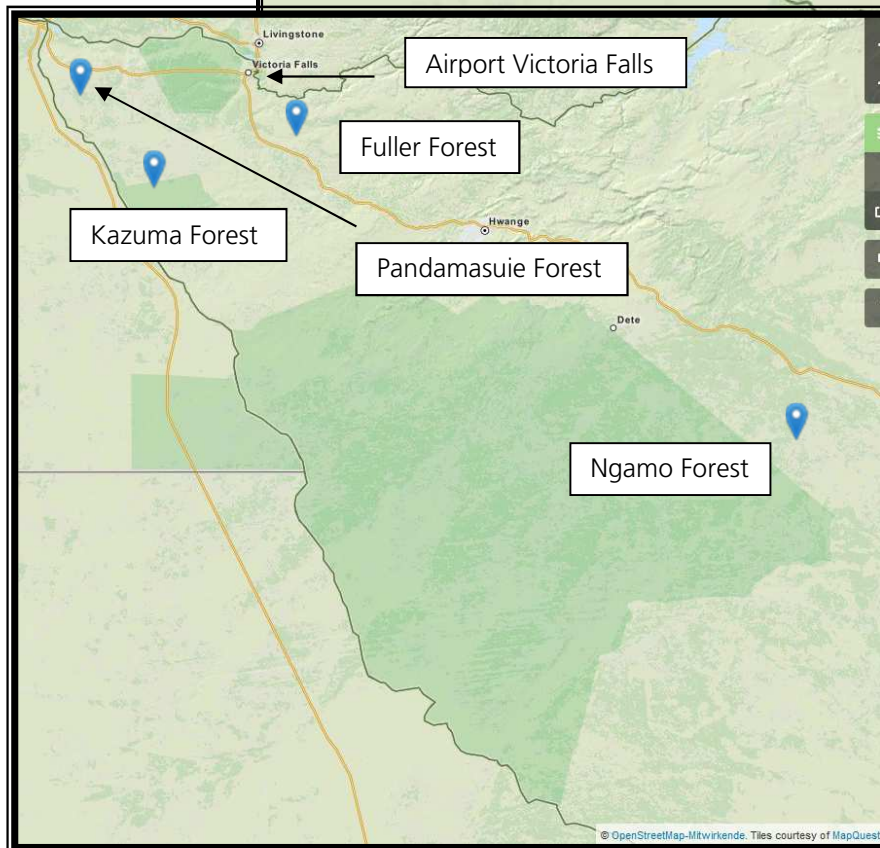 Livingstone
Victoria Falls
Airport Victoria Falls
Fuller Forest
Kazuma Forest
Hwange
Pandamasuie Forest
Dete
Ngamo Forest
© OpenStreetMap-Mitwirkende. Tiles courtesy of MapQuest